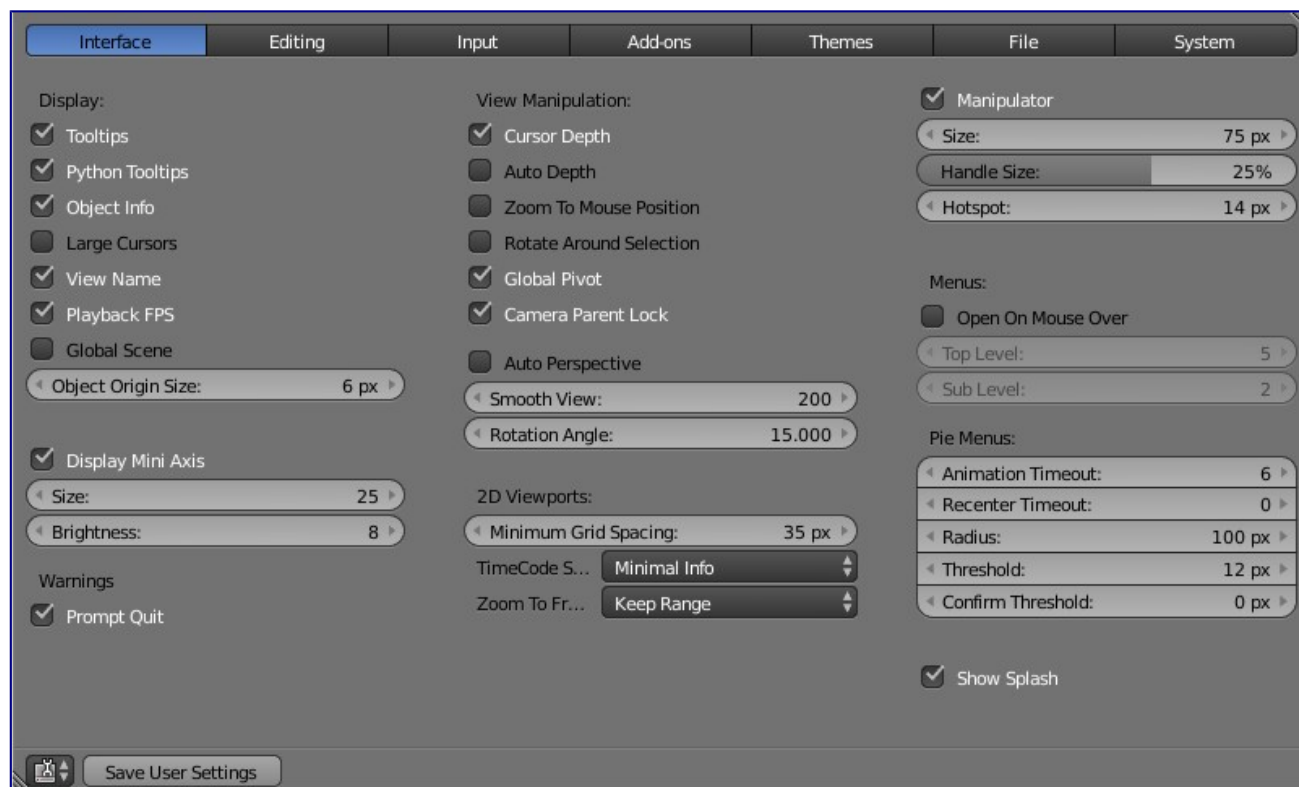 Interface Editing Input Add-ons Themes File System
Display:
Tooltips
Python Tooltips
Object Info
Large Cursors
View Name
Playback FPS
Global Scene
Object Origin Size: 6 px
Display Mini Axis
Size: 25
Brightness: 8
Warnings
Prompt Quit
View Manipulation:
Cursor Depth
Auto Depth
Zoom To Mouse Position
Rotate Around Selection
Global Pivot
Camera Parent Lock
Auto Perspective
Smooth View: 200
Rotation Angle: 15.000
2D Viewports:
Minimum Grid Spacing: 35 px
TimeCode S... Minimal Info
Zoom To Fr... Keep Range
Manipulator
Size: 75 px
Handle Size: 25%
Hotspot: 14 px
Menus:
Open On Mouse Over
Top Level: 5
Sub Level: 2
Pie Menus:
Animation Timeout: 6
Recenter Timeout: 0
Radius: 100 px
Threshold: 12 px
Confirm Threshold: 0 px
Show Splash
Save User Settings